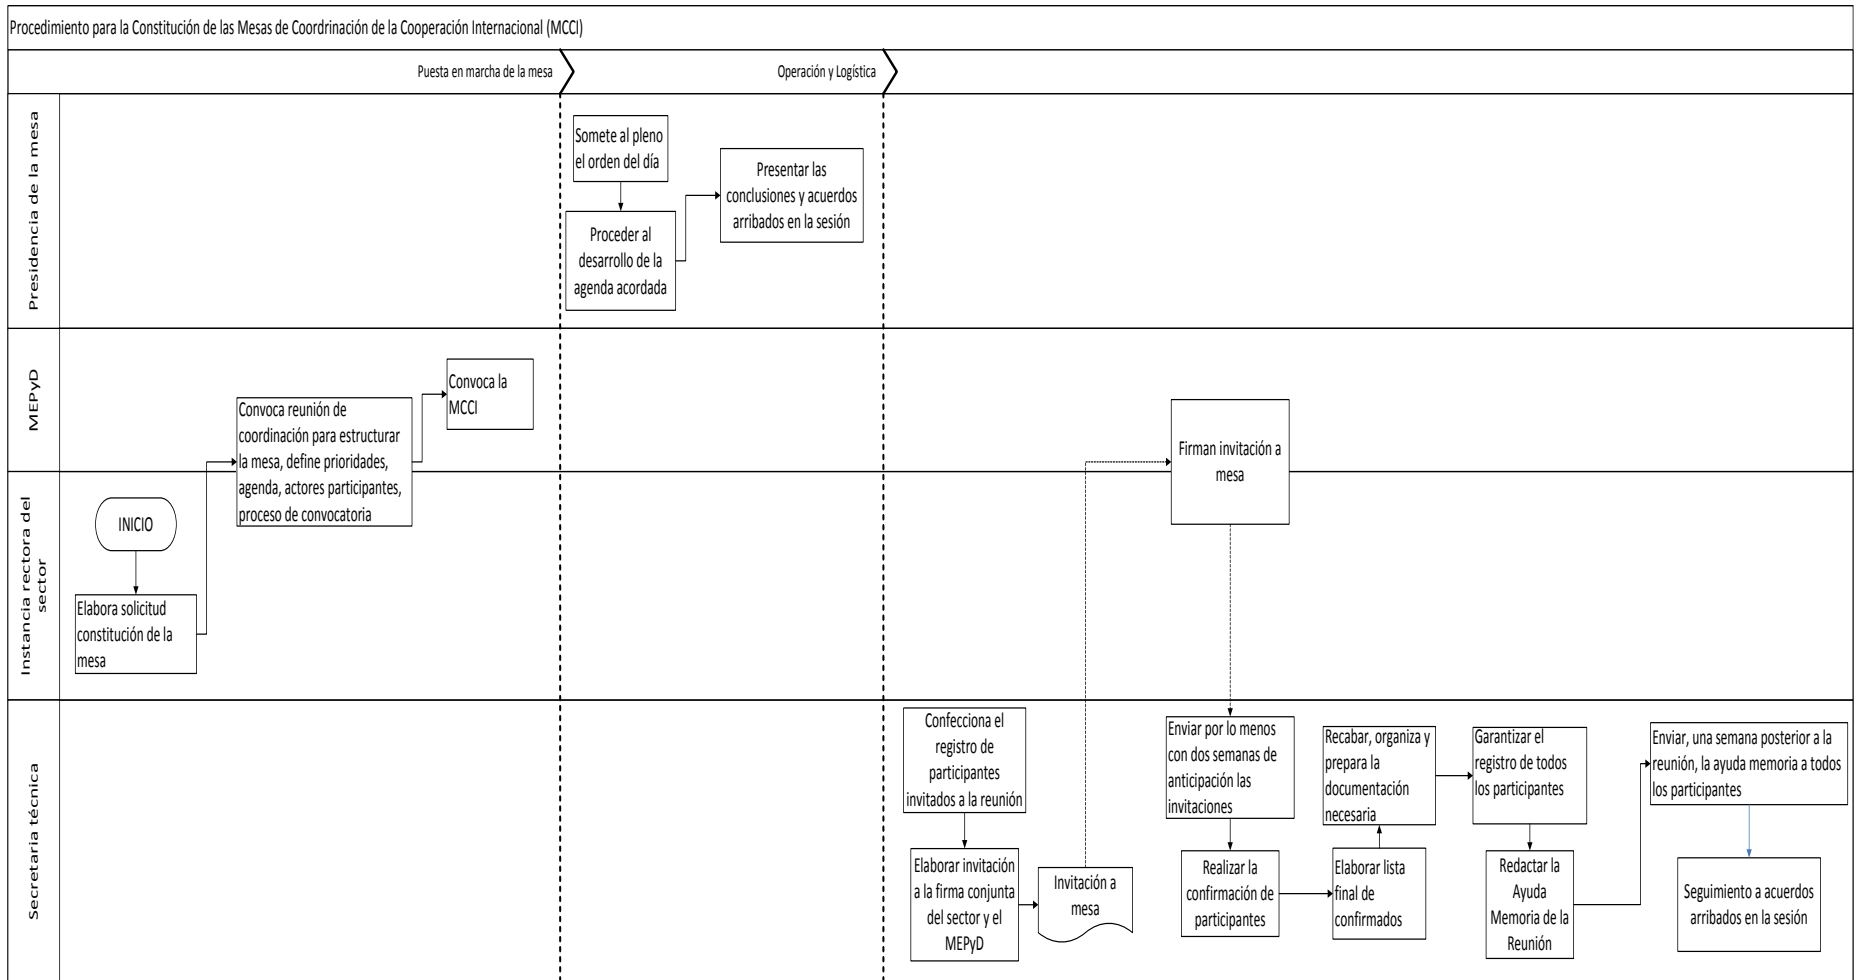 Procedimiento para la Constitución de las Mesas de Coordrinación de la Cooperación Internacional (MCCI)
Puesta en marcha de la mesa
Operación y Logística
Presidencia de la mesa
Somete al pleno
el orden del día
Proceder al
desarrollo de la
agenda acordada
Presentar las
conclusiones y acuerdos
arribados en la sesión
MEPyD
Convoca reunión de
coordinación para estructurar
la mesa, define prioridades,
agenda, actores participantes,
proceso de convocatoria
Convoca la
MCCI
Firman invitación a
mesa
Instancia rectora del
sector
INICIO
Elabora solicitud
constitución de la
mesa
Secretaria técnica
Confecciona el
registro de
participantes
invitados a la reunión
Elaborar invitación
a la firma conjunta
del sector y el
MEPyD
Invitación a
mesa
Enviar por lo menos
con dos semanas de
anticipación las
invitaciones
Realizar la
confirmación de
participantes
Elaborar lista
final de
confirmados
Recabar, organiza y
prepara la
documentación
necesaria
Garantizar el
registro de todos
los participantes
Redactar la
Ayuda
Memoria de la
Reunión
Enviar, una semana posterior a la
reunión, la ayuda memoria a todos
los participantes
Seguimiento a acuerdos
arribados en la sesión